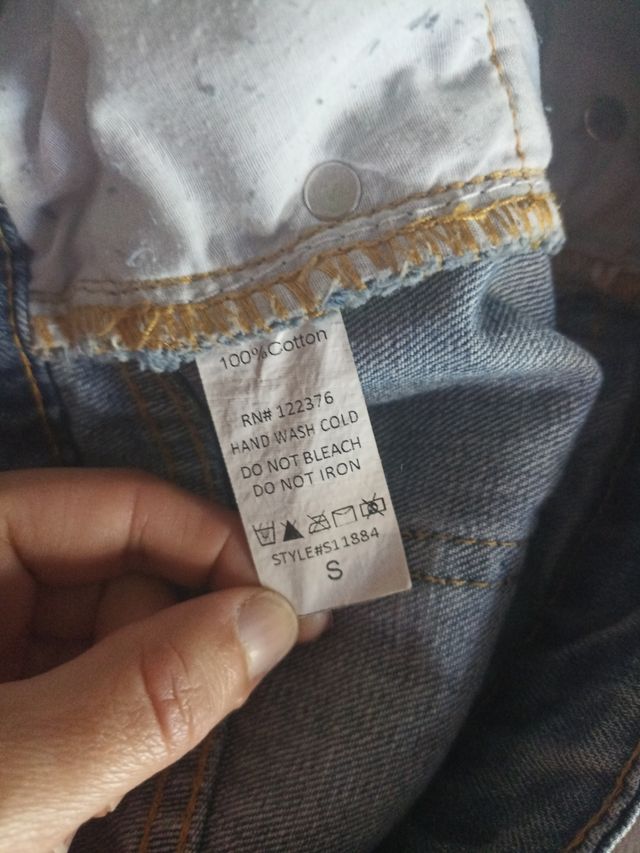 100%Cotton
RN# 122376
HAND WASH COLD
DO NOT BLEACH
DO NOT IRON
STYLE#S11884
S